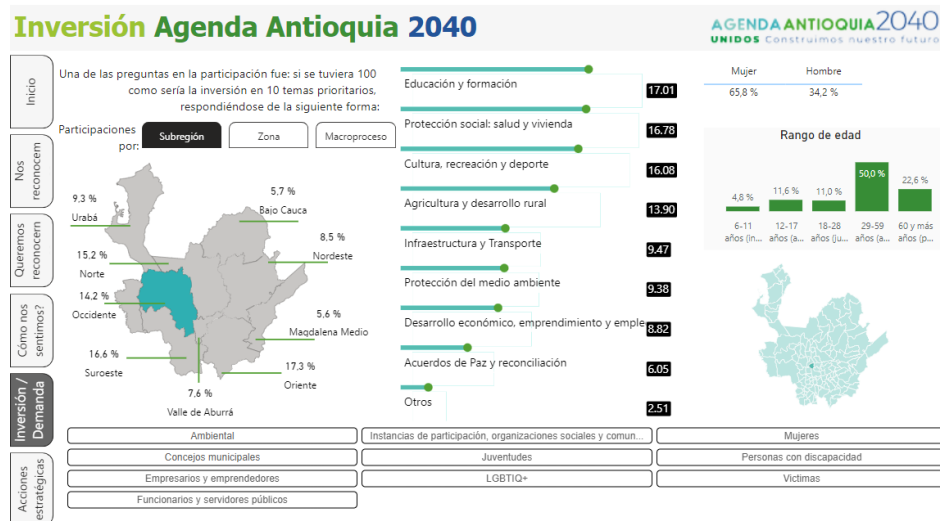 Inversión Agenda Antioquia 2040
AGENDA ANTIOQUIA 2040
UNIDOS Construimos nuestro futuro
Inicio
Nos
reconocem
Queremos
reconocern
Cómo nos
sentimos?
Inversión /
Demanda
Acciones
estratégicas
Una de las preguntas en la participación fue: si se tuviera 100
como sería la inversión en 10 temas prioritarios,
respondiéndose de la siguiente forma:
Participaciones
por:
Subregión
Zona
Macroproceso
9.3 %
Urabá
5.7 %
Bajo Cauca
8.5 %
Nordeste
15.2 %
Norte
14.2 %
Occidente
5.6 %
Magdalena Medio
16.6 %
Suroeste
17.3 %
Oriente
7.6 %
Valle de Aburrá
Educación y formación
17.01
Protección social: salud y vivienda
16.78
Cultura, recreación y deporte
16.08
Agricultura y desarrollo rural
13.90
Infraestructura y Transporte
9.47
Protección del medio ambiente
9.38
Desarrollo económico, emprendimiento y emple
8.82
Acuerdos de Paz y reconciliación
6.05
Otros
2.51
Mujer Hombre
65,8 % 34,2 %
Rango de edad
4,8 % 11,6 % 11,0 % 50,0 % 22,6 %
6-11 12-17 18-28 29-59 60 y más
años (in... años (a... años (ju... años (a... años (p...
Ambiental
Instancias de participación, organizaciones sociales y comun...
Mujeres
Concejos municipales
Juventudes
Personas con discapacidad
Empresarios y emprendedores
LGBTIQ+
Victimas
Funcionarios y servidores públicos